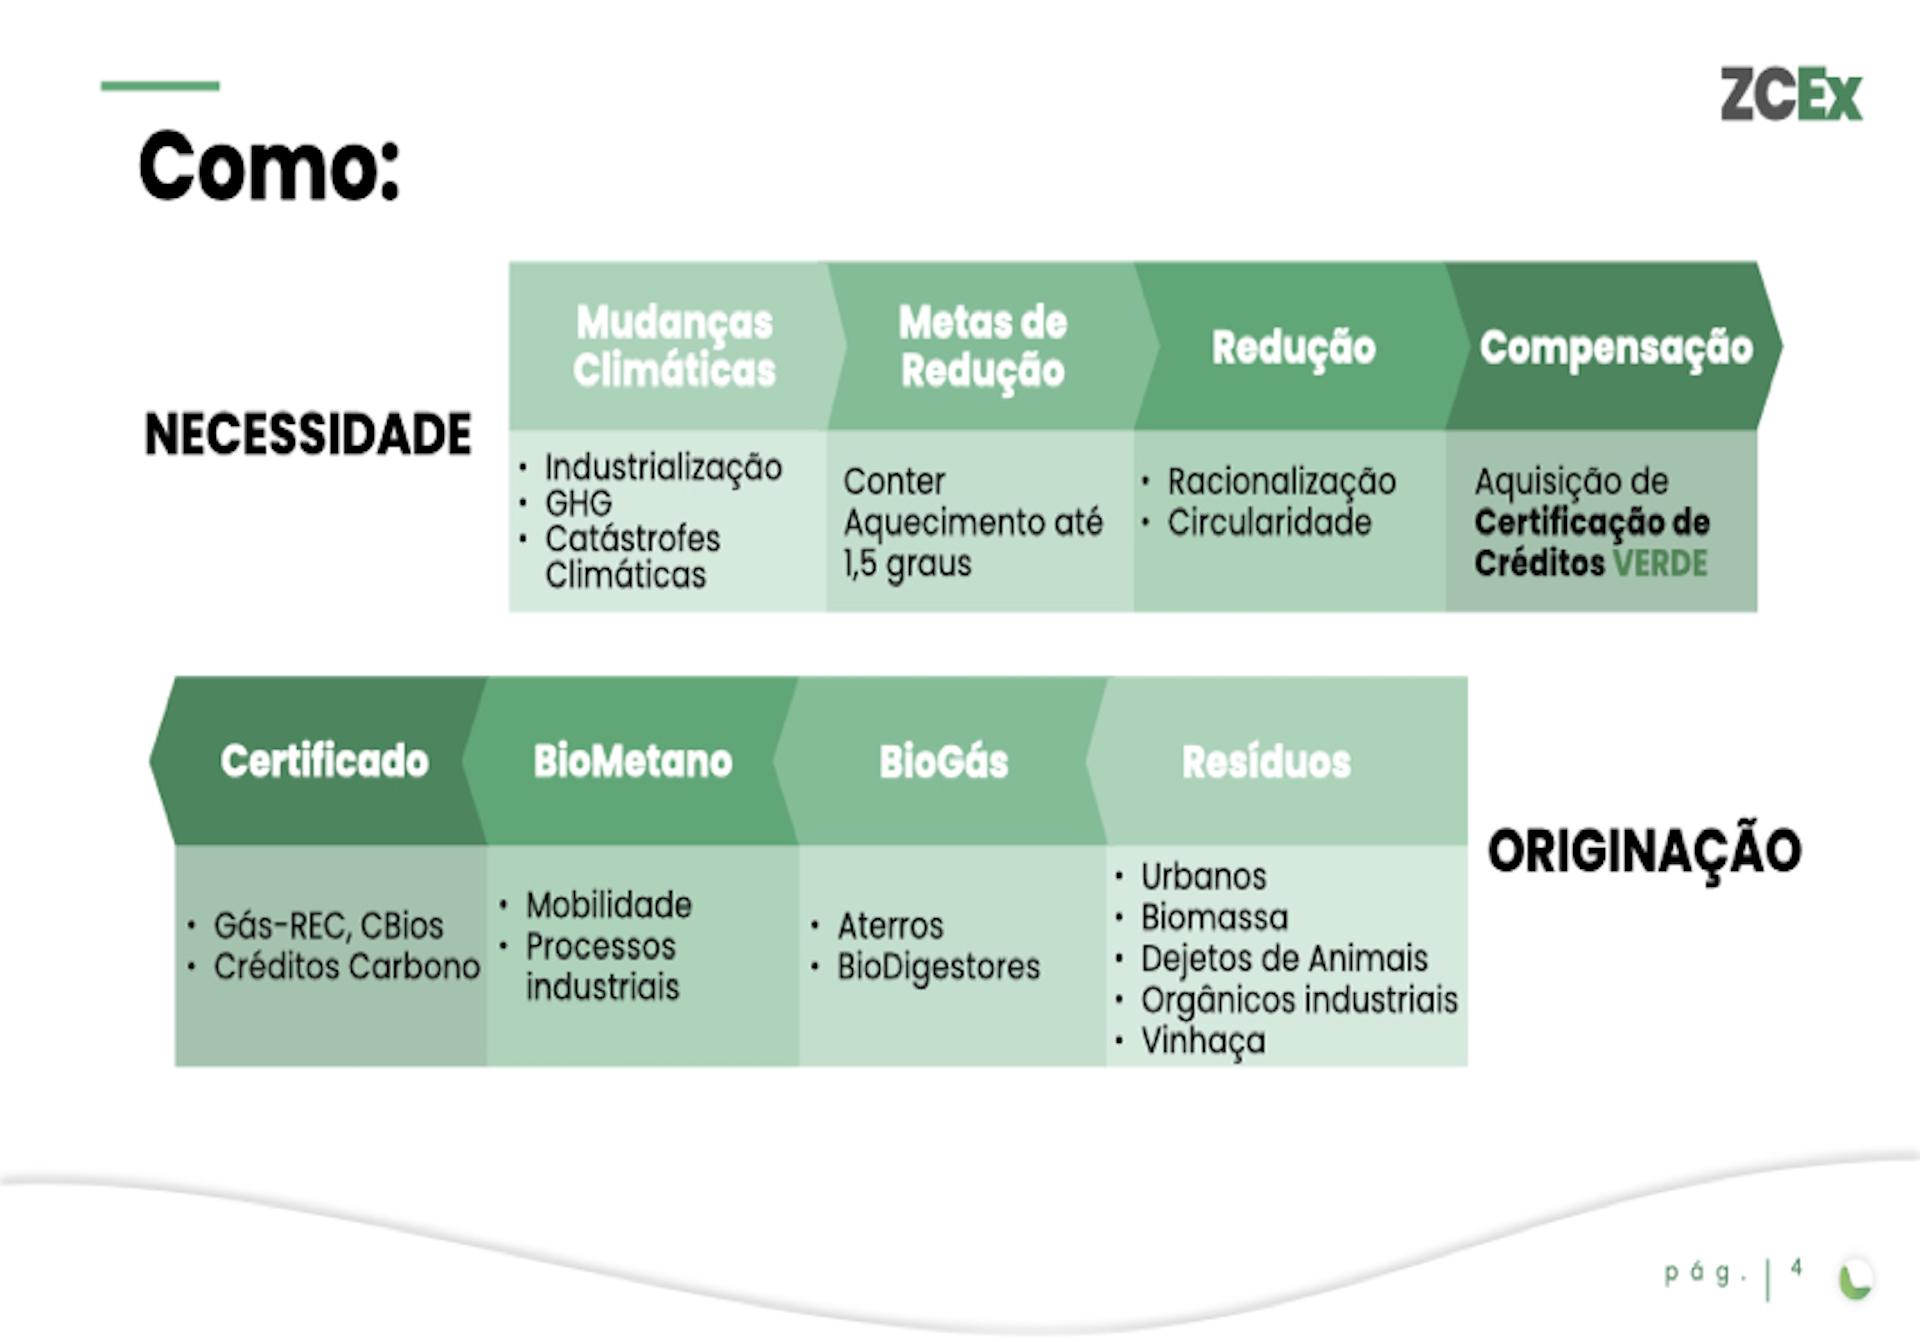 ZCEx
Como:
NECESSIDADE
Mudanças
Climáticas
• Industrialização
• GHG
• Catástrofes
Climáticas
Metas de
Redução
Conter
Aquecimento até
1,5 graus
Redução
• Racionalização
• Circularidade
Compensação
Aquisição de
Certificação de
Créditos VERDE
Certificado
• Gás-REC, CBios
• Créditos Carbono
BioMetano
• Mobilidade
• Processos
industriais
BioGás
• Aterros
• BioDigestores
Resíduos
• Urbanos
• Biomassa
• Dejetos de Animais
• Orgânicos industriais
• Vinhaça
ORIGINAÇÃO
pág. | 4